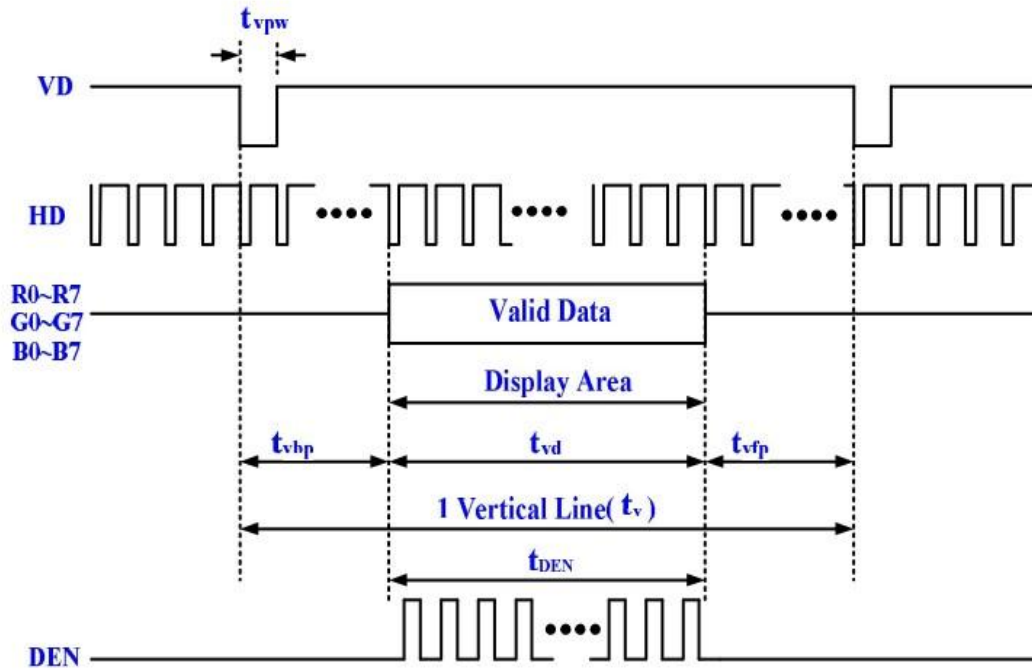 tvpw
VD
HD
R0~R7
G0~G7
B0~B7
Valid Data
Display Area
tvbp
tvd
tvfp
1 Vertical Line( tv )
tDEN
DEN